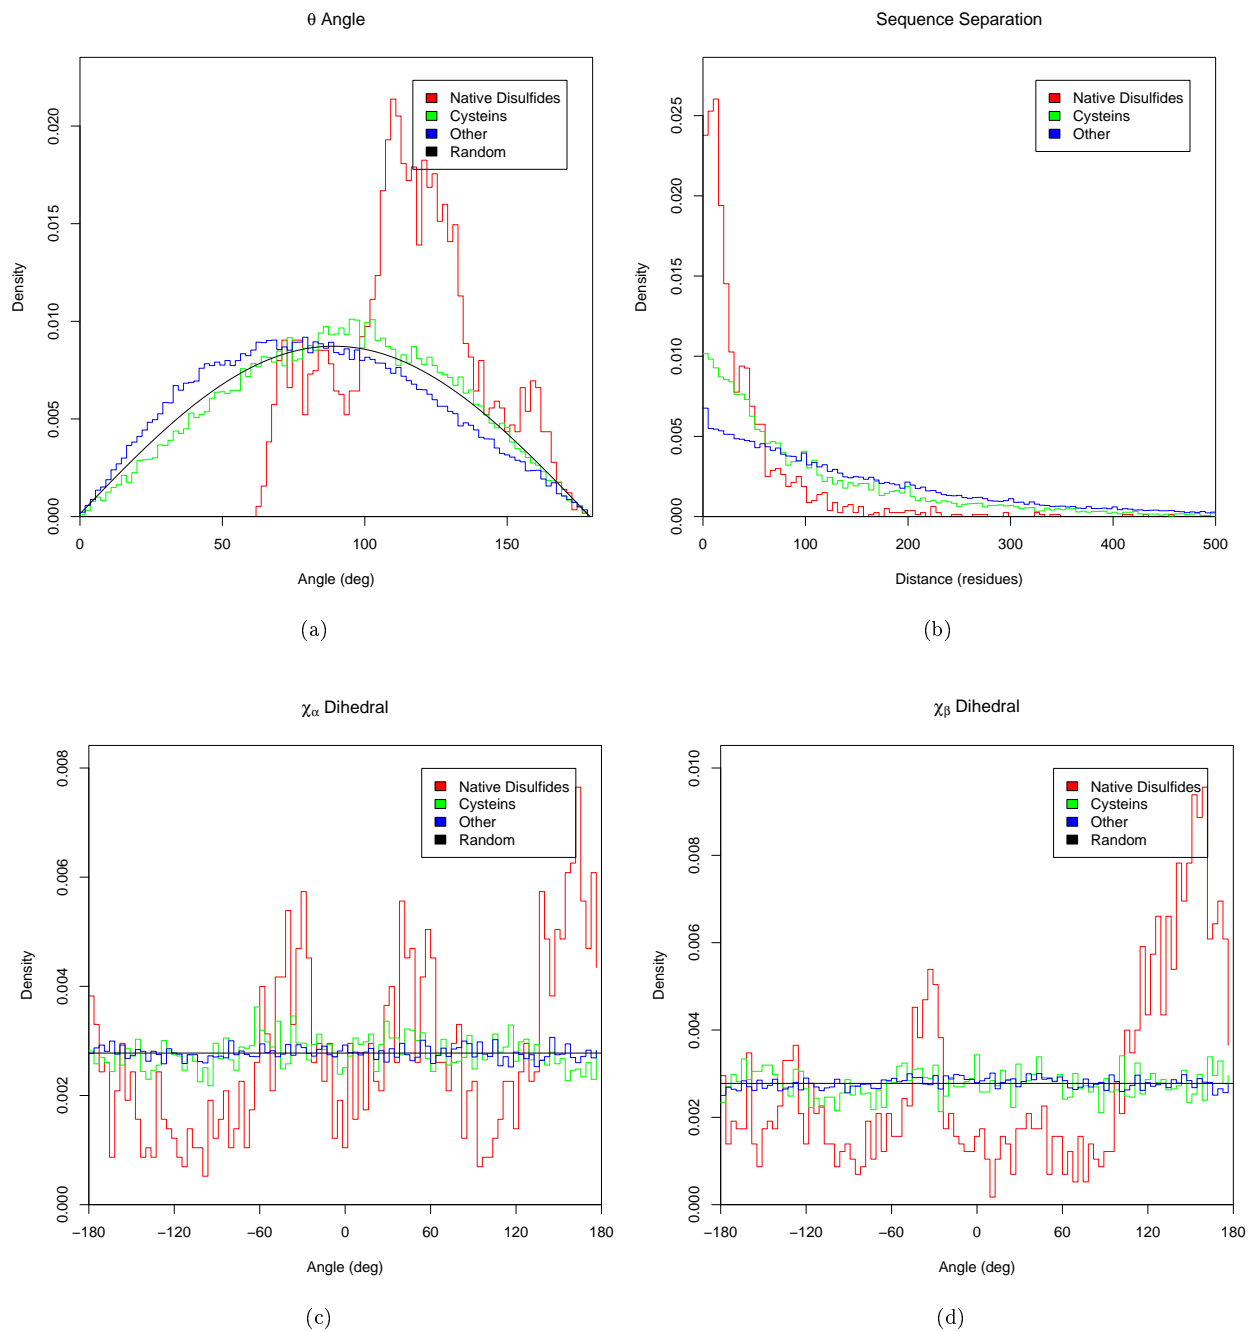 θ Angle
Density
0.000 0.005 0.010 0.015 0.020
Native Disulfides
Cysteins
Other
Random
0 50 100 150
Angle (deg)
(a)
Sequence Separation
Density
0.000 0.005 0.010 0.015 0.020 0.025
Native Disulfides
Cysteins
Other
0 100 200 300 400 500
Distance (residues)
(b)
χα Dihedral
Density
0.000 0.002 0.004 0.006 0.008
Native Disulfides
Cysteins
Other
Random
−180 −120 −60 0 60 120 180
Angle (deg)
(c)
χβ Dihedral
Density
0.000 0.002 0.004 0.006 0.008 0.010
Native Disulfides
Cysteins
Other
Random
−180 −120 −60 0 60 120 180
Angle (deg)
(d)